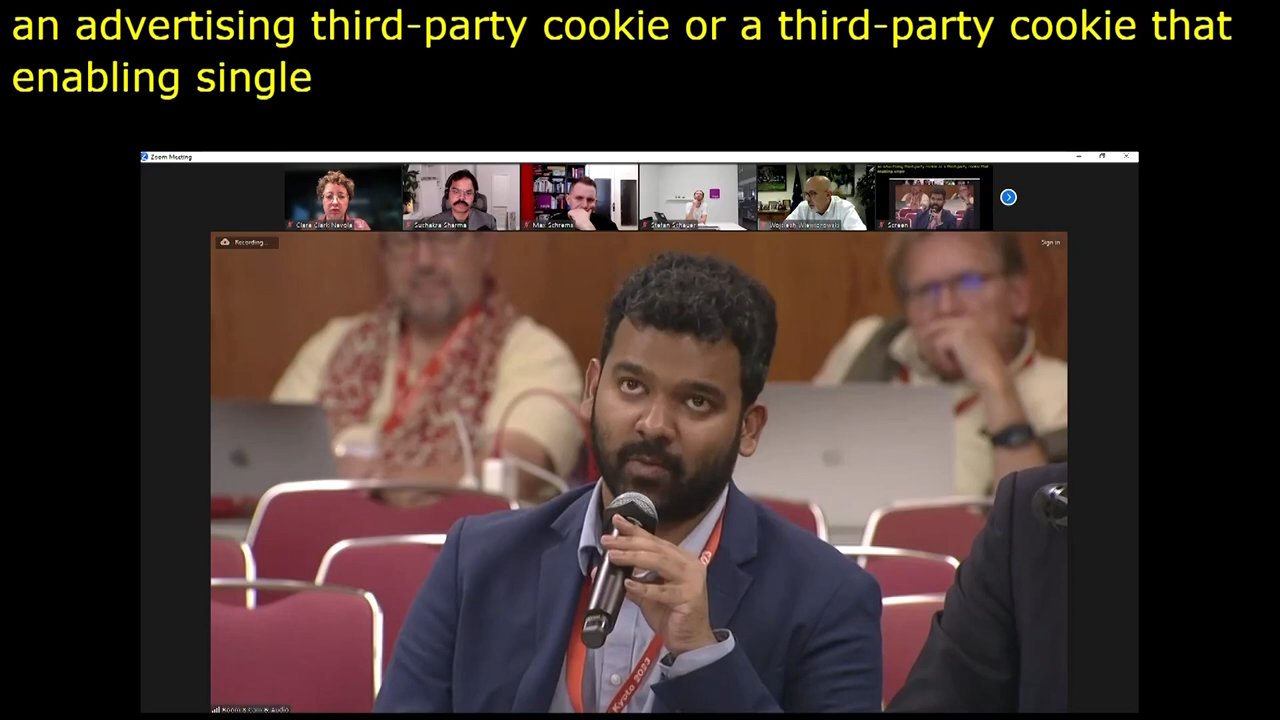 an advertising third-party cookie or a third-party cookie that
enabling single
Zoom Meeting
Clara Clark Nevola
Suchakra Sharma
Max Schrems
Stefan Schauer
Wojciech Wiewiorowski
Screen
Recording...
Sign in
Kyoto 2023